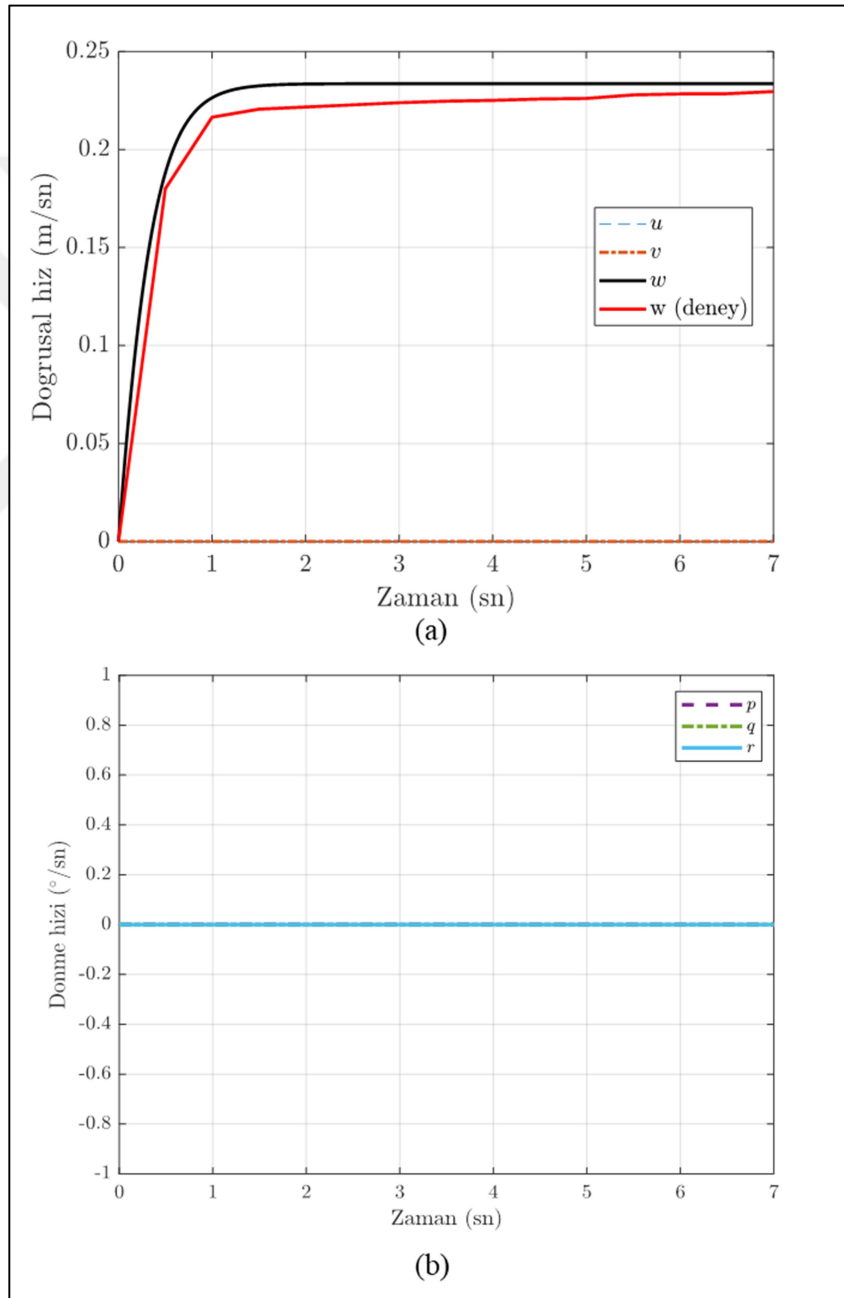 0.25
0.2
0.15
0.1
0.05
0
Dogrusal hiz (m/sn)
u
v
w
w (deney)
0 1 2 3 4 5 6 7
Zaman (sn)
(a)
1
0.8
0.6
0.4
0.2
0
-0.2
-0.4
-0.6
-0.8
-1
Donme hizi (°/sn)
p
q
r
0 1 2 3 4 5 6 7
Zaman (sn)
(b)